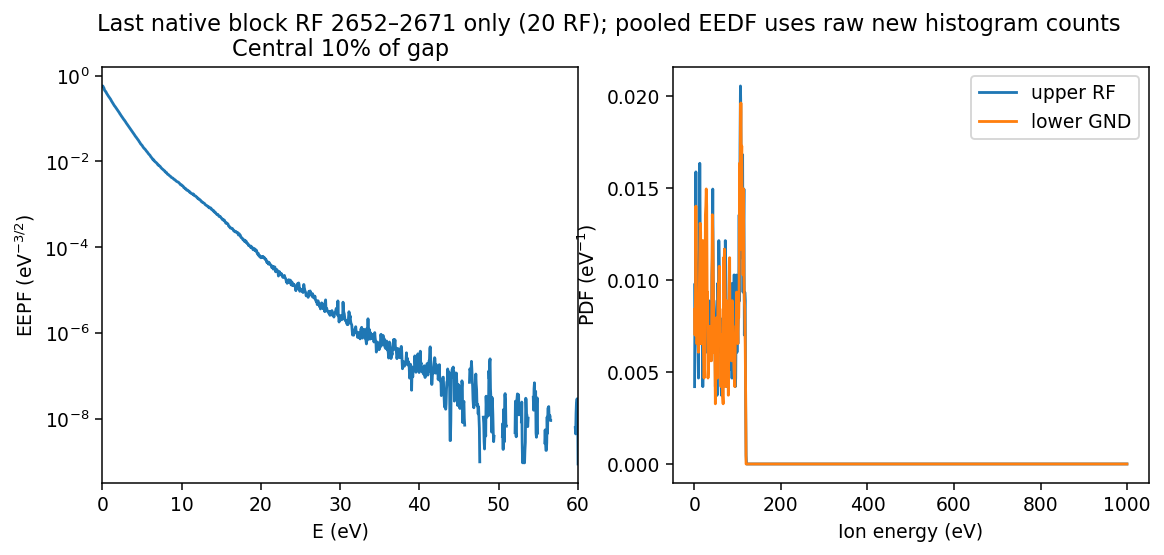 Last native block RF 2652–2671 only (20 RF); pooled EEDF uses raw new histogram counts
Central 10% of gap
10⁰
10⁻²
10⁻⁴
10⁻⁶
10⁻⁸
EEPF (eV⁻³/²)
0 10 20 30 40 50 60
E (eV)
upper RF
lower GND
0.020
0.015
0.010
0.005
0.000
PDF (eV⁻¹)
0 200 400 600 800 1000
Ion energy (eV)